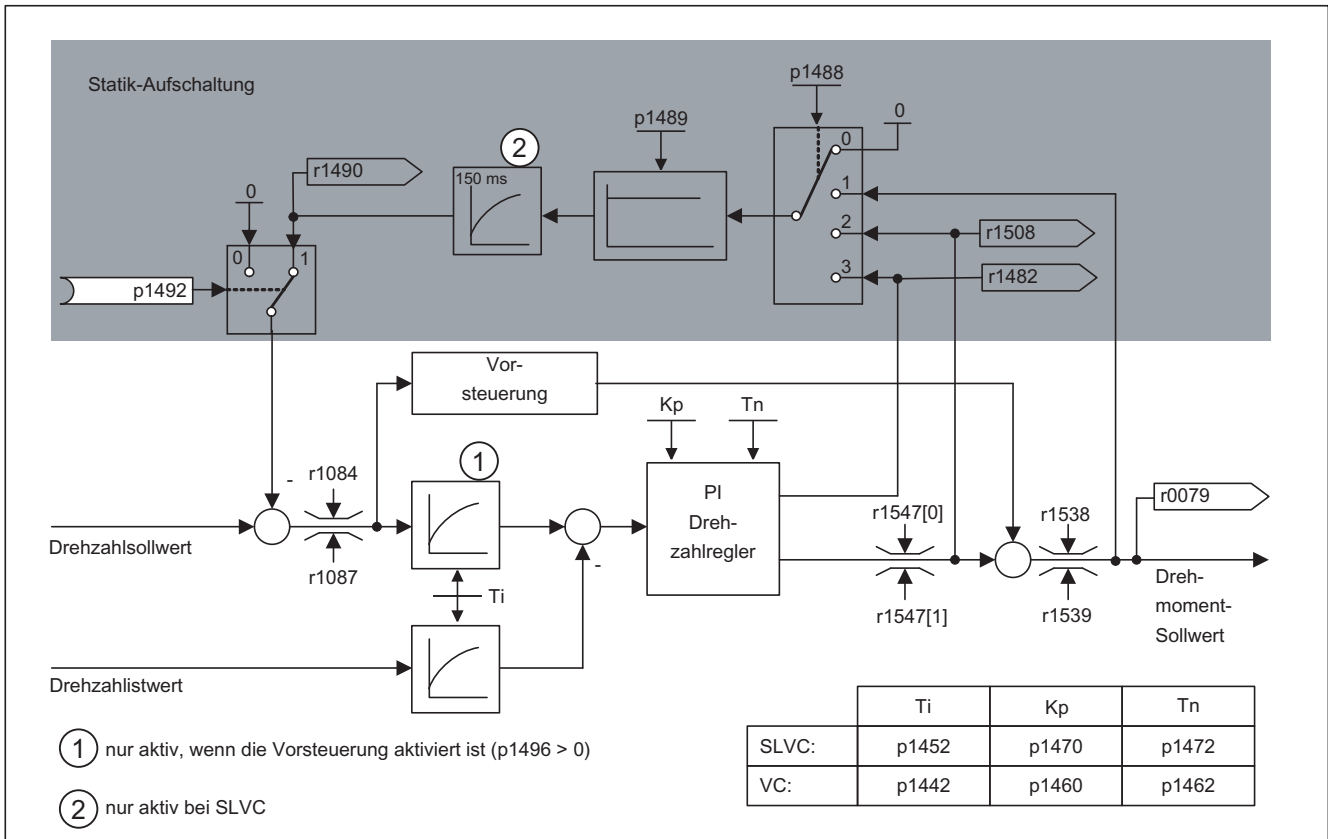 Statik-Aufschaltung
p1488
0
p1489
0
2
150 ms
r1490
1
0
2
r1508
0
1
3
r1482
p1492
Vor-
steuerung
Kp
Tn
1
-
r1084
PI
Dreh-
zahlregler
r0079
r1547[0]
r1538
Drehzahlsollwert
-
r1087
Ti
r1547[1]
r1539
Dreh-
moment-
Sollwert
Drehzahlistwert
Ti Kp Tn
SLVC: p1452 p1470 p1472
VC: p1442 p1460 p1462
1 nur aktiv, wenn die Vorsteuerung aktiviert ist (p1496 > 0)
2 nur aktiv bei SLVC